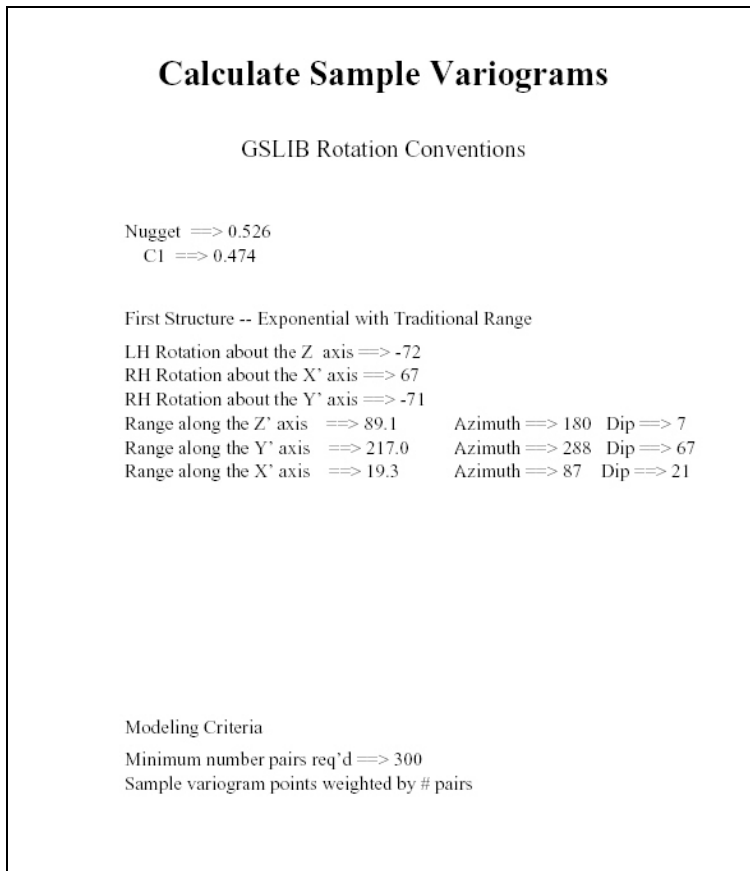 Calculate Sample Variograms
GSLIB Rotation Conventions
Nugget ==> 0.526
C1 ==> 0.474
First Structure -- Exponential with Traditional Range
LH Rotation about the Z axis ==> -72
RH Rotation about the X' axis ==> 67
RH Rotation about the Y' axis ==> -71
Range along the Z' axis ==> 89.1 Azimuth ==> 180 Dip ==> 7
Range along the Y' axis ==> 217.0 Azimuth ==> 288 Dip ==> 67
Range along the X' axis ==> 19.3 Azimuth ==> 87 Dip ==> 21
Modeling Criteria
Minimum number pairs req'd ==> 300
Sample variogram points weighted by # pairs